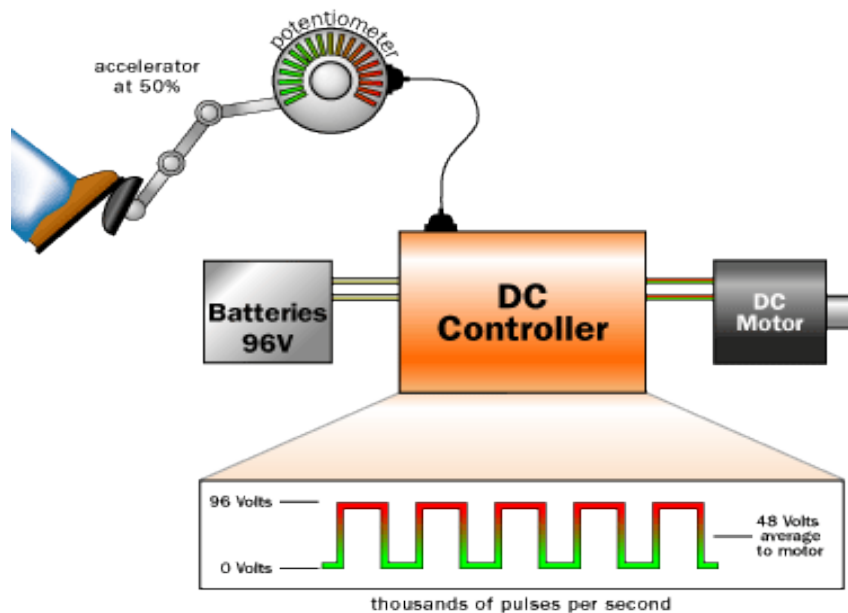 potentiometer
accelerator
at 50%
Batteries
96V
DC
Controller
DC
Motor
96 Volts
0 Volts
48 Volts
average
to motor
thousands of pulses per second